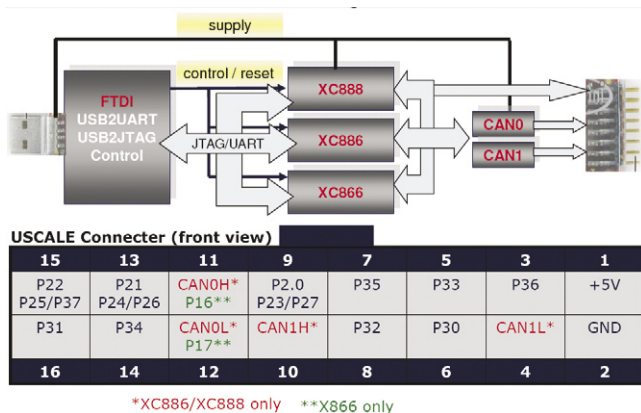 supply
control / reset
FTDI
USB2UART
USB2JTAG
Control
JTAG/UART
XC888
XC886
XC866
CAN0
CAN1
USCALE Connecter (front view)
15 13 11 9 7 5 3 1
P22 P21 CAN0H* P2.0 P35 P33 P36 +5V
P25/P37 P24/P26 P16** P23/P27
P31 P34 CAN0L* CAN1H* P32 P30 CAN1L* GND
P17**
16 14 12 10 8 6 4 2
*XC886/XC888 only **X866 only